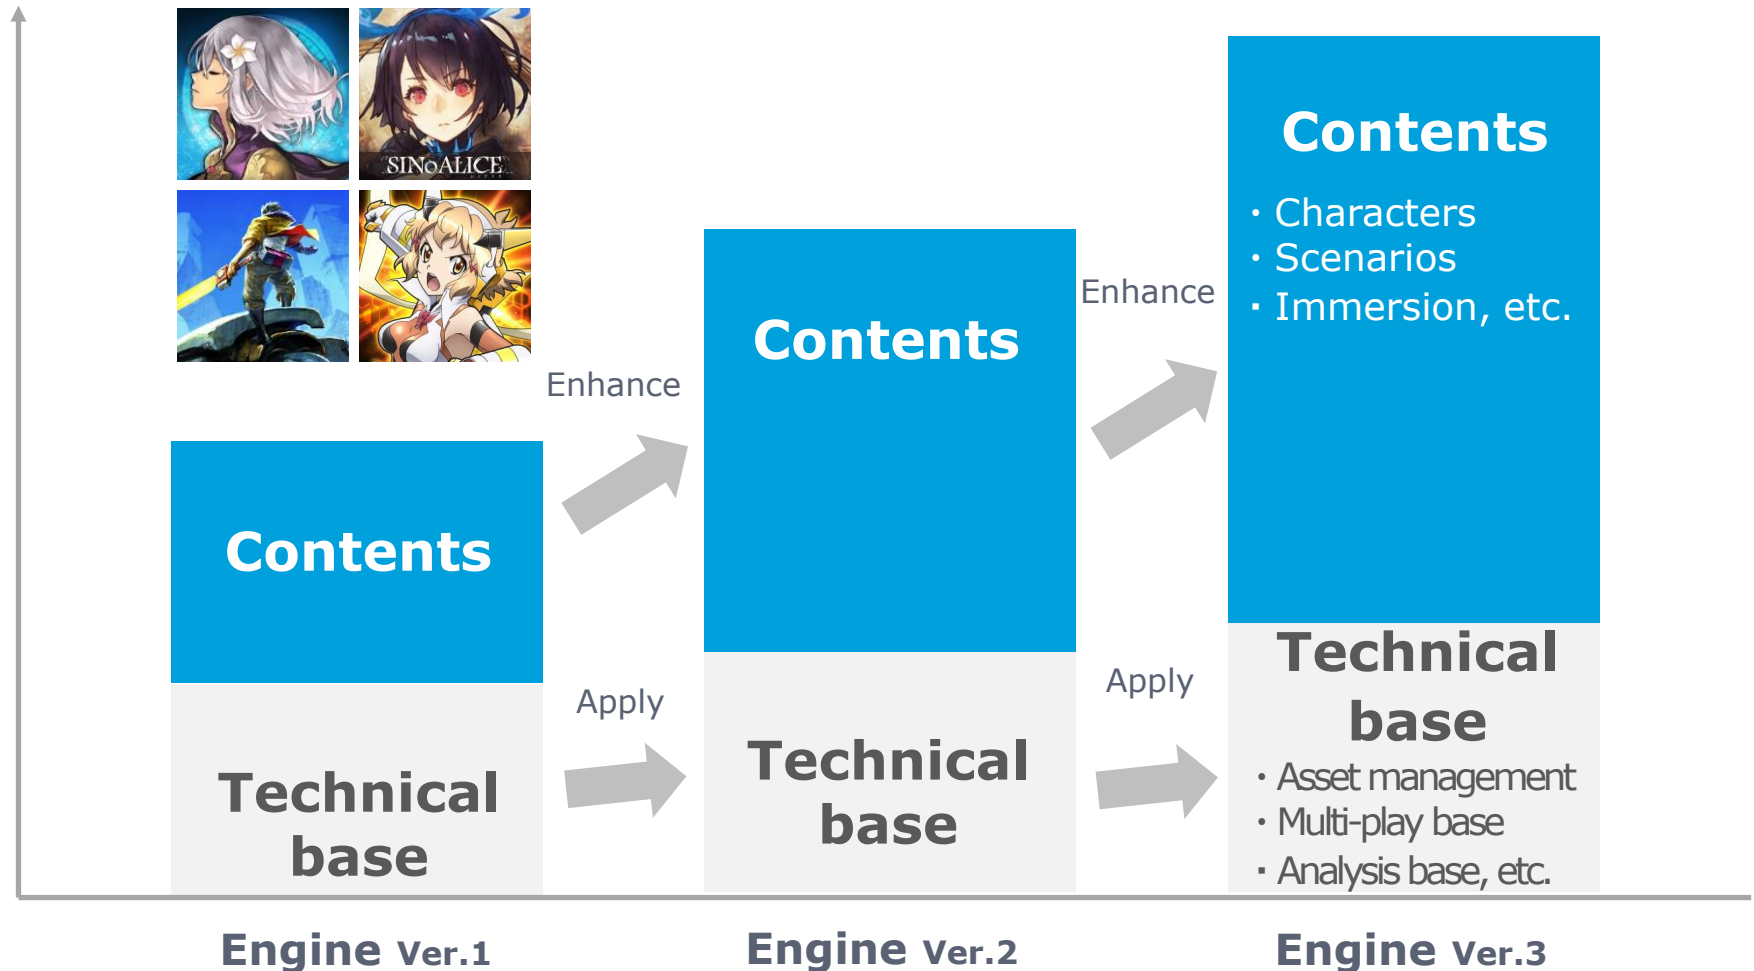 SINoALICE
Contents
Technical
base
Engine Ver.1
Enhance
Apply
Contents
Technical
base
Engine Ver.2
Enhance
Apply
Contents
・Characters
・Scenarios
・Immersion, etc.
Technical
base
・Asset management
・Multi-play base
・Analysis base, etc.
Engine Ver.3